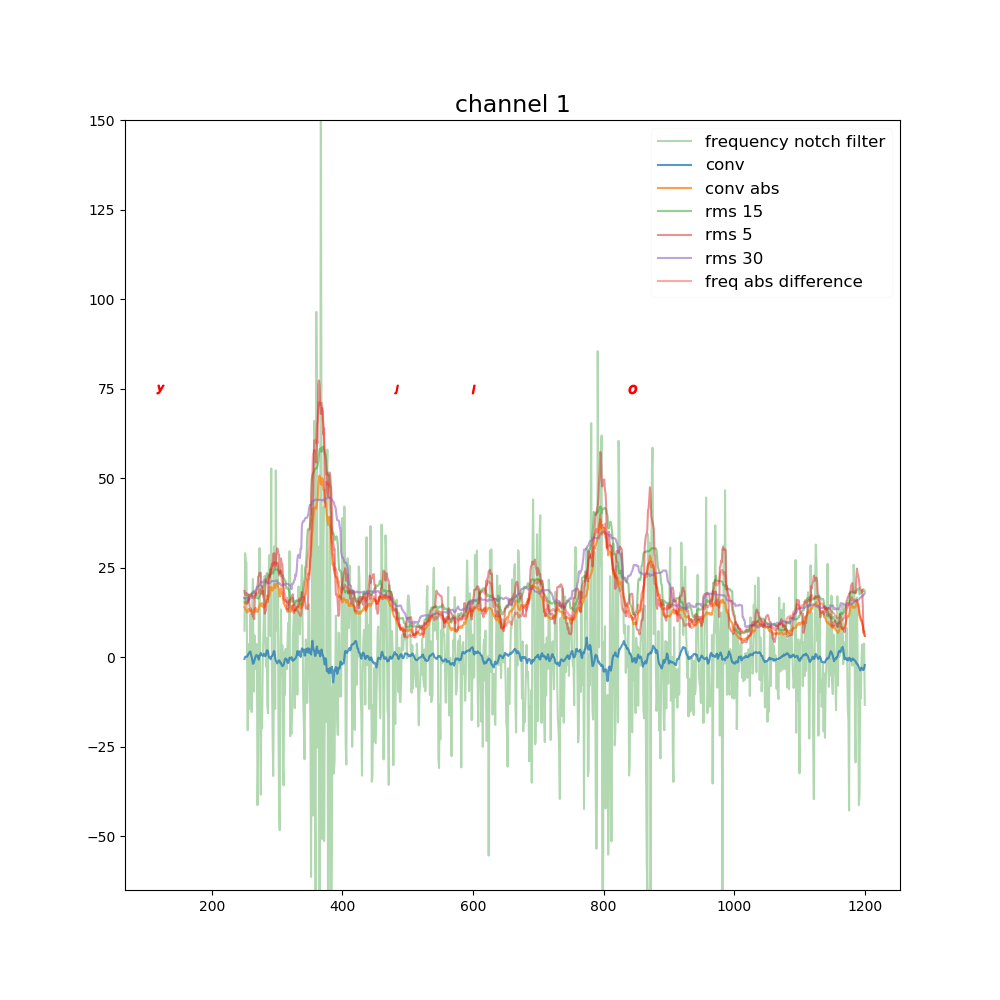 channel 1
150
125
100
75
50
25
0
−25
−50
frequency notch filter
conv
conv abs
rms 15
rms 5
rms 30
freq abs difference
y J I o
200 400 600 800 1000 1200